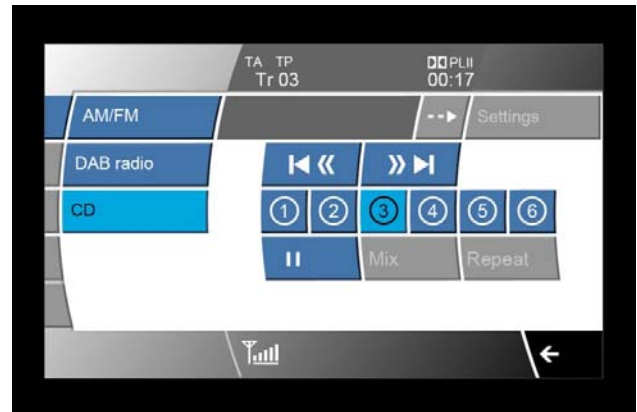 TA TP PLII
Tr 03 00:17
AM/FM Settings
DAB radio
CD 1 2 3 4 5 6
Mix Repeat